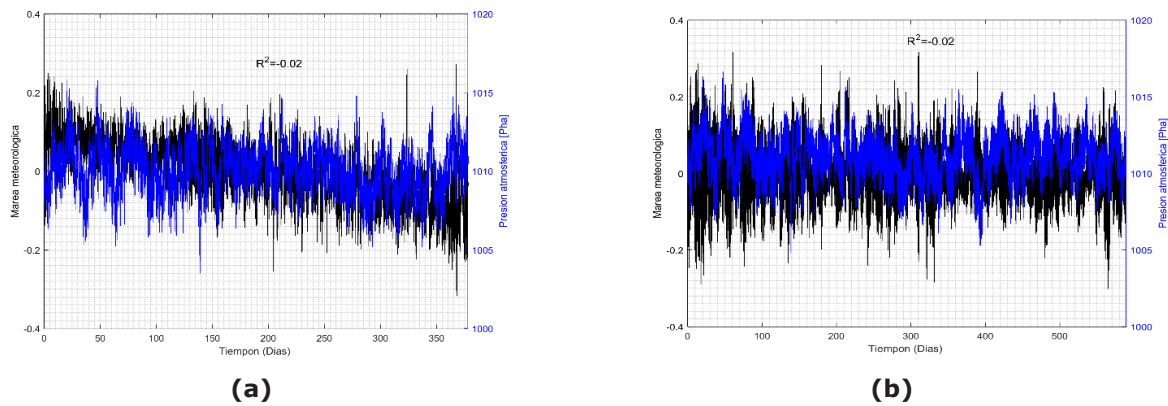 0.4
0.2
0
-0.2
-0.4
Marea meteorologica
R²=-0.02
1020
1015
1010
1005
1000
Presion atmosferica [Pha]
0 50 100 150 200 250 300 350
Tiempon (Dias)
(a)
0.4
0.2
0
-0.2
-0.4
Marea meteorologica
R²=-0.02
1020
1015
1010
1005
1000
Presion atmosferica [Pha]
0 100 200 300 400 500
Tiempon (Dias)
(b)